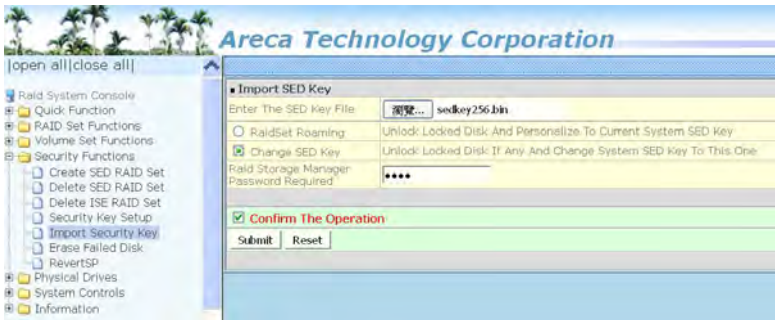 Areca Technology Corporation
|open all|close all|
Raid System Console
Quick Function
RAID Set Functions
Volume Set Functions
Security Functions
Create SED RAID Set
Delete SED RAID Set
Delete ISE RAID Set
Security Key Setup
Import Security Key
Erase Failed Disk
RevertSP
Physical Drives
System Controls
Information
Import SED Key
Enter The SED Key File 瀏覽... sedkey256.bin
RaidSet Roaming Unlock Locked Disk And Personalize To Current System SED Key
Change SED Key Unlock Locked Disk If Any And Change System SED Key To This One
Raid Storage Manager
Password Required ••••
Confirm The Operation
Submit Reset